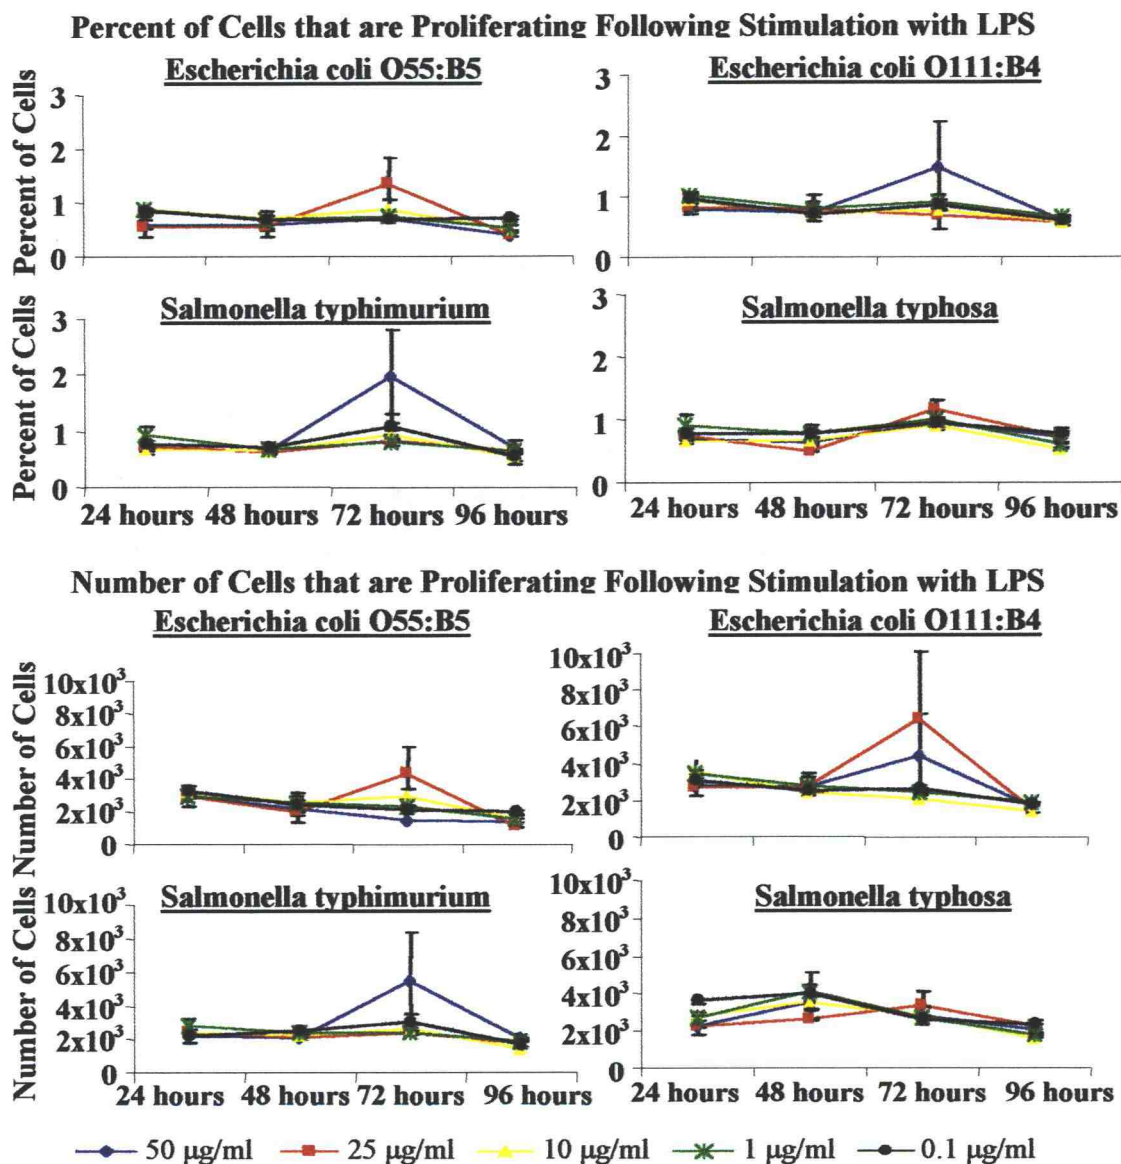 Percent of Cells that are Proliferating Following Stimulation with LPS
Escherichia coli O55:B5
Escherichia coli O111:B4
Percent of Cells
3
2
1
0
3
2
1
0
Salmonella typhimurium
Salmonella typhosa
Percent of Cells
3
2
1
0
3
2
1
0
24 hours 48 hours 72 hours 96 hours
24 hours 48 hours 72 hours 96 hours
Number of Cells that are Proliferating Following Stimulation with LPS
Escherichia coli O55:B5
Escherichia coli O111:B4
Number of Cells
10x10³
8x10³
6x10³
4x10³
2x10³
0
10x10³
8x10³
6x10³
4x10³
2x10³
0
Salmonella typhimurium
Salmonella typhosa
Number of Cells
10x10³
8x10³
6x10³
4x10³
2x10³
0
10x10³
8x10³
6x10³
4x10³
2x10³
0
24 hours 48 hours 72 hours 96 hours
24 hours 48 hours 72 hours 96 hours
50 µg/ml 25 µg/ml 10 µg/ml 1 µg/ml 0.1 µg/ml